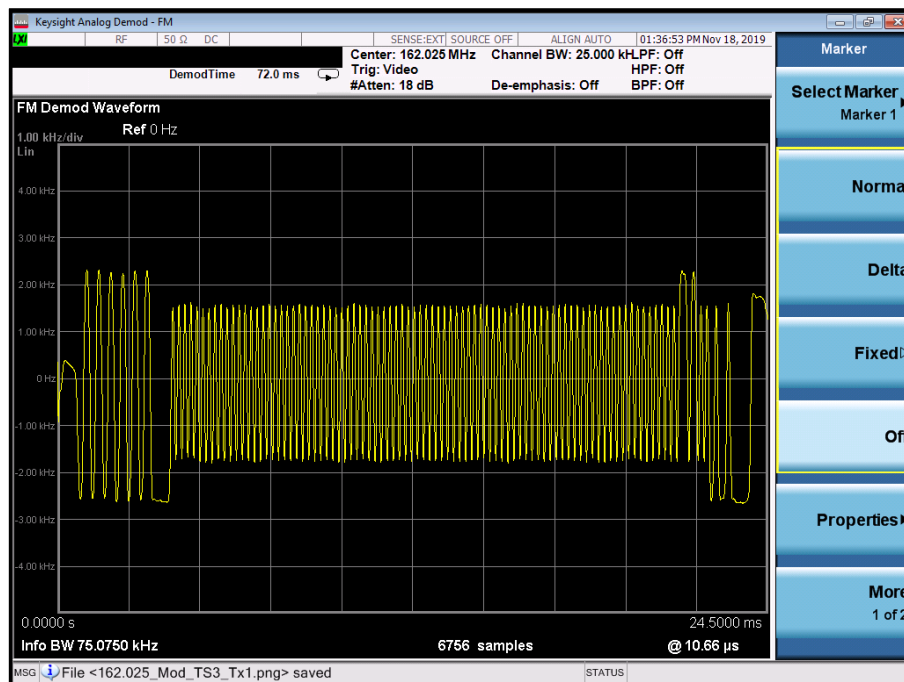 Keysight Analog Demod - FM
LXI RF 50 Ω DC SENSE:EXT SOURCE OFF ALIGN AUTO 01:36:53 PM Nov 18, 2019
Center: 162.025 MHz Channel BW: 25.000 kHLPF: Off
DemodTime 72.0 ms Trig: Video HPF: Off
#Atten: 18 dB De-emphasis: Off BPF: Off
FM Demod Waveform
Ref 0 Hz
1.00 kHz/div
Lin
4.00 kHz
3.00 kHz
2.00 kHz
1.00 kHz
0 Hz
-1.00 kHz
-2.00 kHz
-3.00 kHz
-4.00 kHz
0.0000 s 24.5000 ms
Info BW 75.0750 kHz 6756 samples @ 10.66 µs
MSG File <162.025_Mod_TS3_Tx1.png> saved STATUS
Marker
Select Marker
Marker 1
Norma
Delta
Fixed
Of
Properties
More
1 of 2